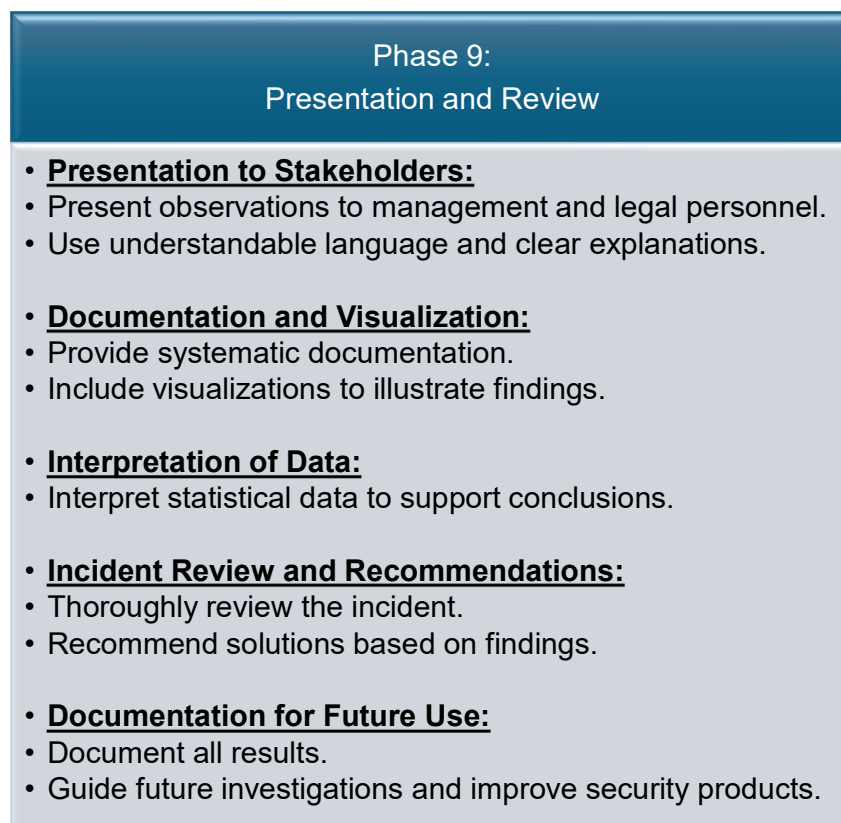 Phase 9:
Presentation and Review
• Presentation to Stakeholders:
• Present observations to management and legal personnel.
• Use understandable language and clear explanations.
• Documentation and Visualization:
• Provide systematic documentation.
• Include visualizations to illustrate findings.
• Interpretation of Data:
• Interpret statistical data to support conclusions.
• Incident Review and Recommendations:
• Thoroughly review the incident.
• Recommend solutions based on findings.
• Documentation for Future Use:
• Document all results.
• Guide future investigations and improve security products.